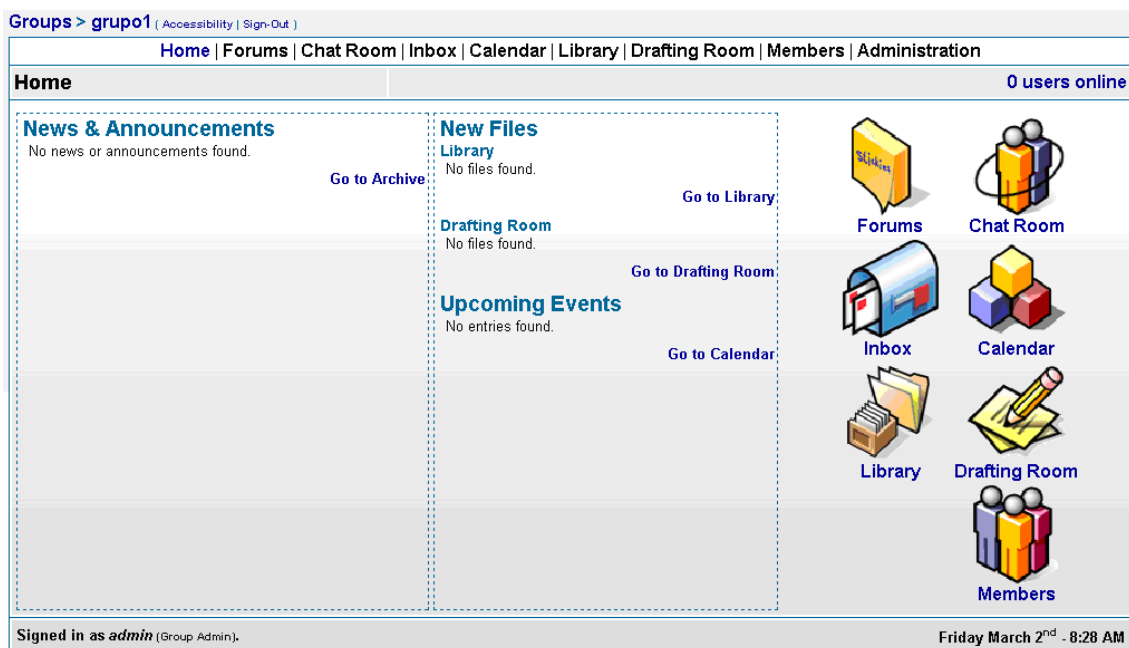 Groups > grupo1 ( Accessibility | Sign-Out )
Home | Forums | Chat Room | Inbox | Calendar | Library | Drafting Room | Members | Administration
Home
0 users online
News & Announcements
No news or announcements found.
Go to Archive
New Files
Library
No files found.
Go to Library
Drafting Room
No files found.
Go to Drafting Room
Upcoming Events
No entries found.
Go to Calendar
Slickies
Forums
Chat Room
Inbox
Calendar
Library
Drafting Room
Members
Signed in as admin (Group Admin).
Friday March 2nd - 8:28 AM